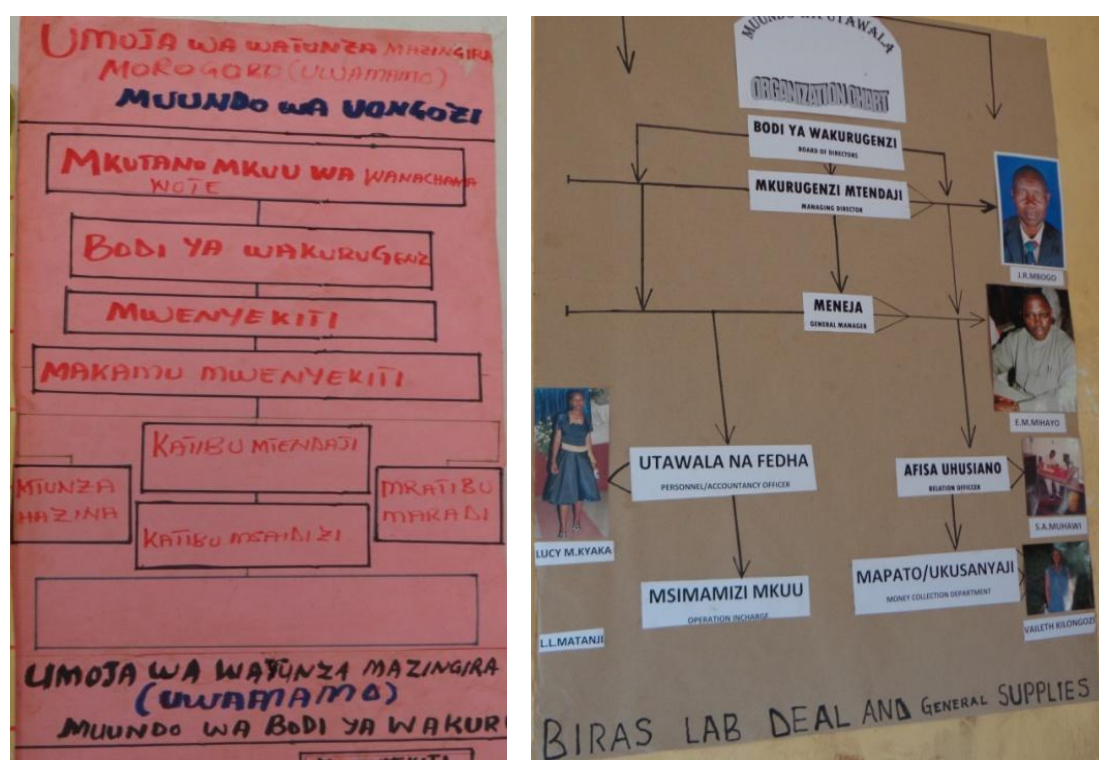 UMOJA WA WATUNZA MAZINGIRA
MOROGORO (UWAMAMO)
MUUNDO WA UONGOZI
MKUTANO MKUU WA WANACHAMA
WOTE
BODI YA WAKURUGENZ
MWENYEKITI
MAKAMU MWENYEKITI
KATIBU MTENDAJI
MTUNZA
HAZINA
MRATIBU
MARADI
KATIBU MSAIDIZI
UMOJA WA WATUNZA MAZINGIRA
(UWAMAMO)
MUUNDO WA BODI YA WAKUR
MUUNDO WA UTAWALA
ORGANIZATION CHART
BODI YA WAKURUGENZI
BOARD OF DIRECTORS
MKURUGENZI MTENDAJI
MANAGING DIRECTOR
J.R.MBOGO
MENEJA
GENERAL MANAGER
E.M.MIHAYO
UTAWALA NA FEDHA
PERSONNEL/ACCOUNTANCY OFFICER
AFISA UHUSIANO
RELATION OFFICER
S.A.MUHAWI
LUCY M.KYAKA
MSIMAMIZI MKUU
OPERATION INCHARGE
MAPATO/UKUSANYAJI
MONEY COLLECTION DEPARTMENT
L.L.MATANJI
VAILETH KILONGOZI
BIRAS LAB DEAL AND GENERAL SUPPLIES